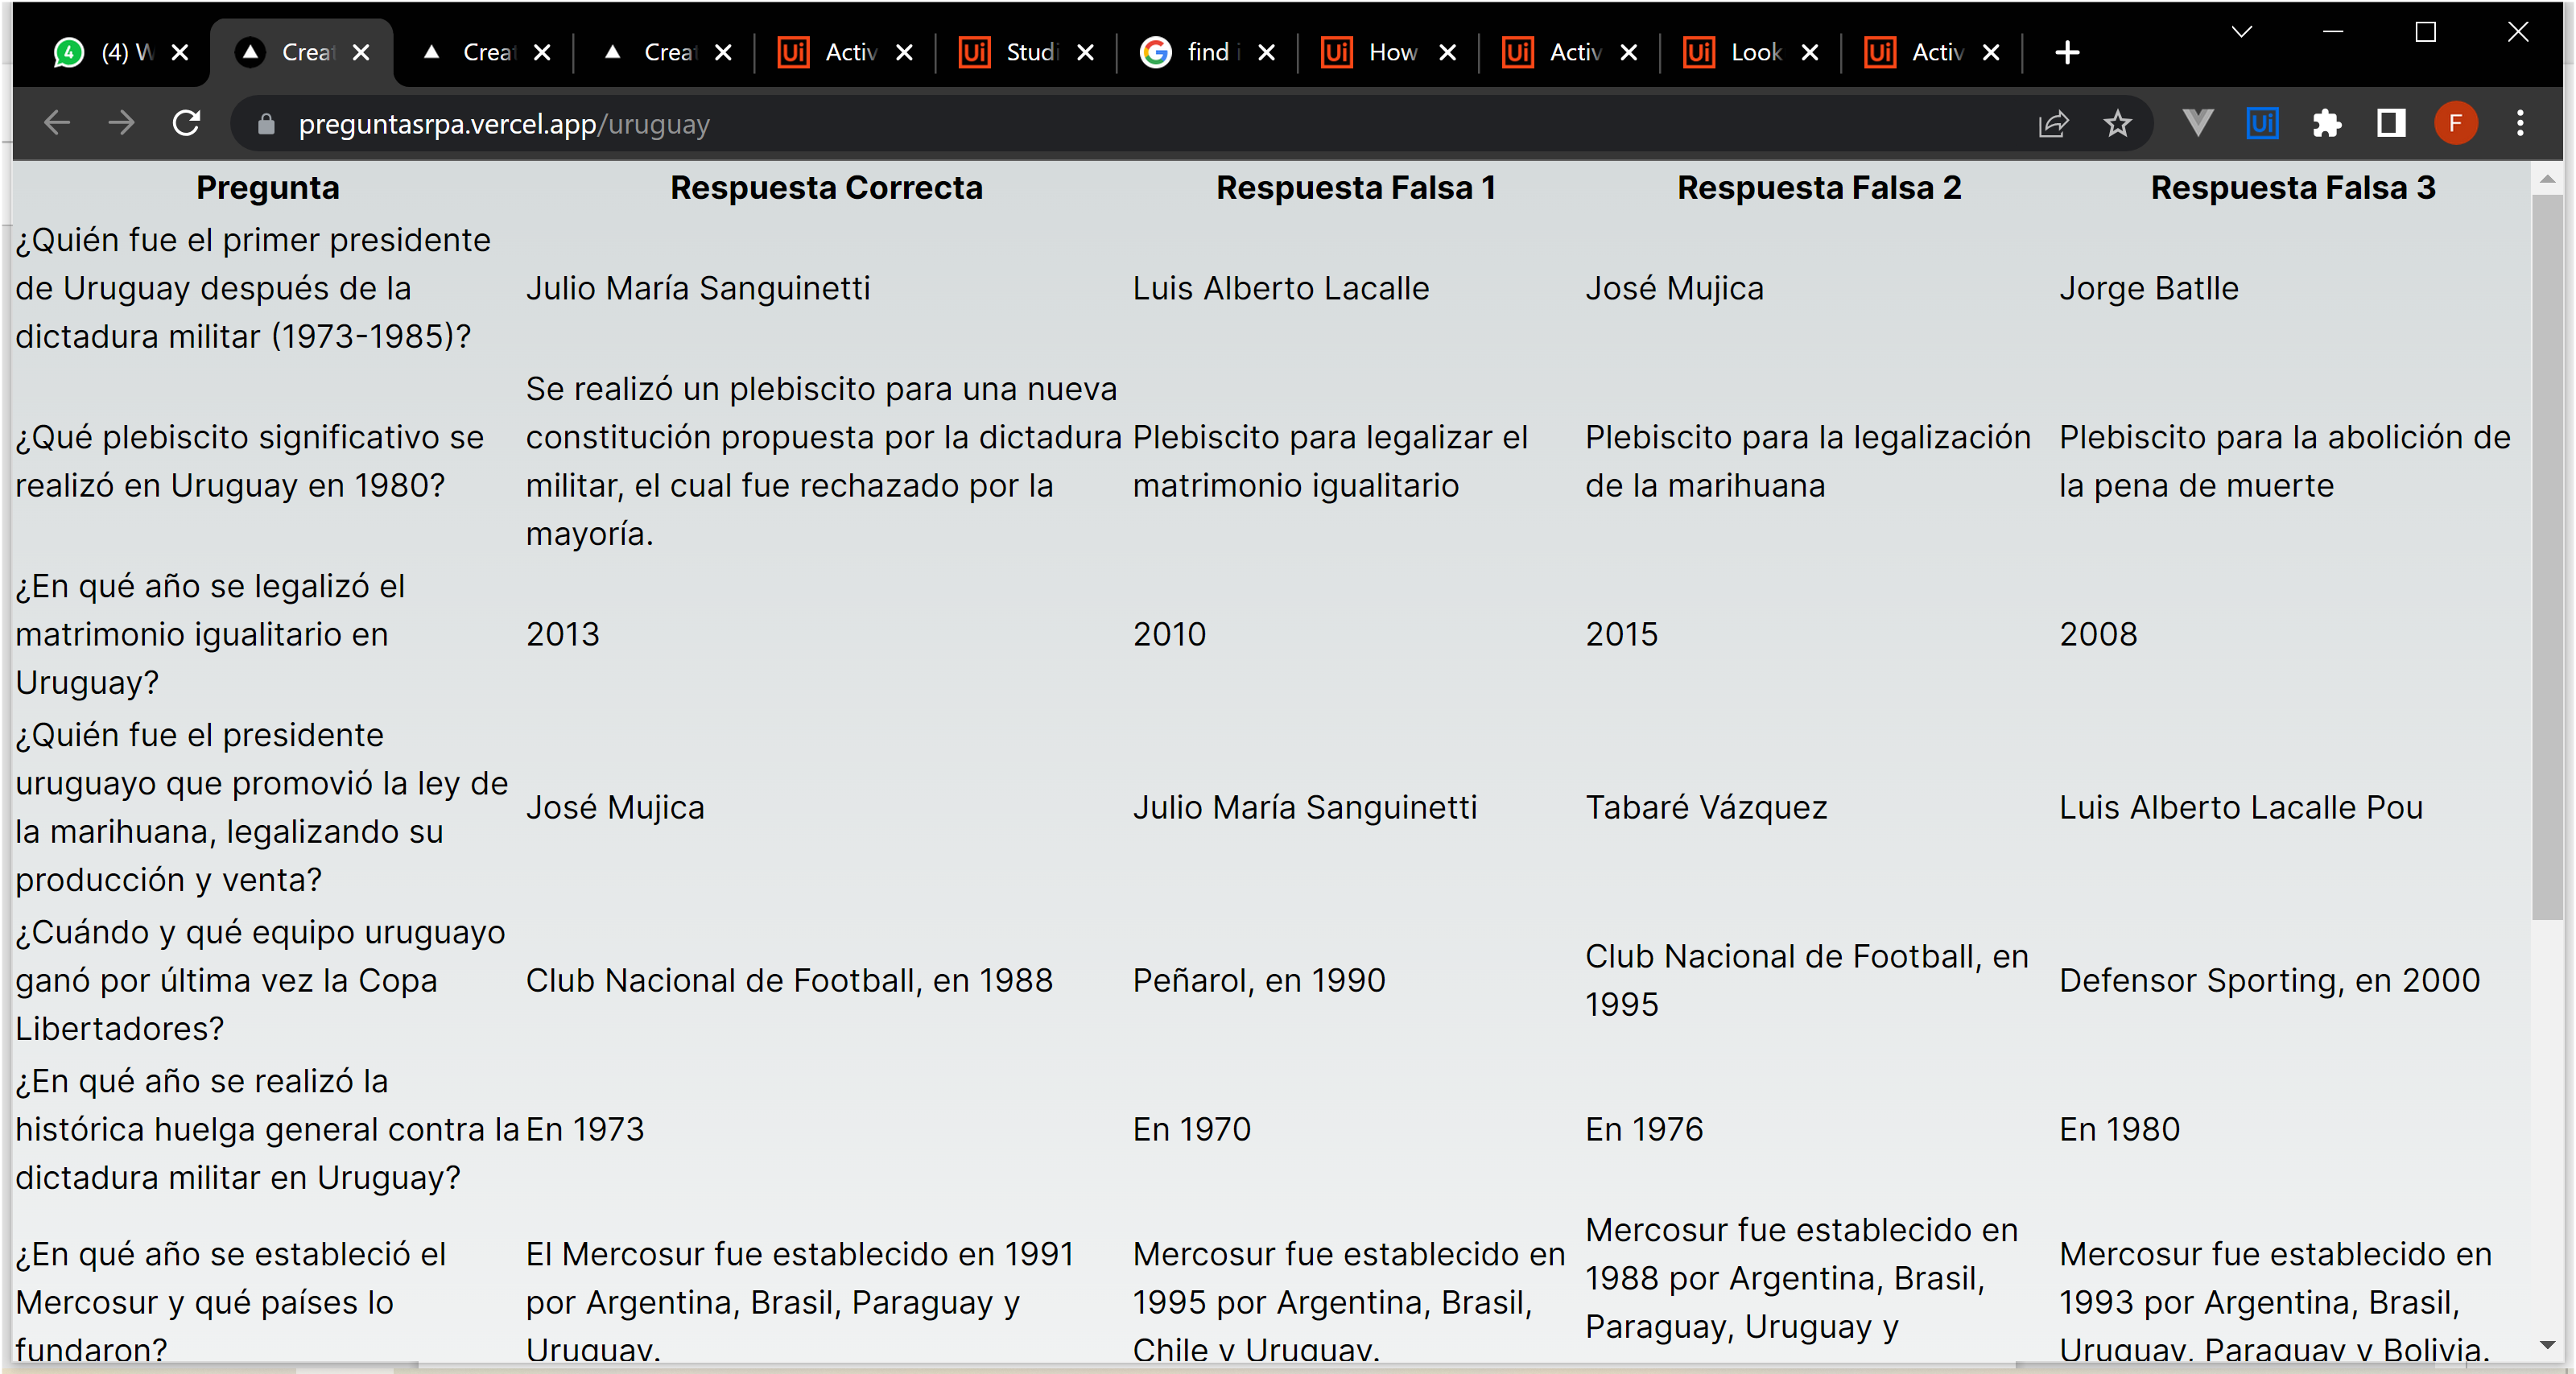 (4) W
Crea
Crea
Crea
Activ
Studi
find i
How
Activ
Look
Activ
preguntasrpa.vercel.app/uruguay
F
Pregunta
Respuesta Correcta
Respuesta Falsa 1
Respuesta Falsa 2
Respuesta Falsa 3
¿Quién fue el primer presidente
de Uruguay después de la
dictadura militar (1973-1985)?
Julio María Sanguinetti
Luis Alberto Lacalle
José Mujica
Jorge Batlle
¿Qué plebiscito significativo se
realizó en Uruguay en 1980?
Se realizó un plebiscito para una nueva
constitución propuesta por la dictadura
militar, el cual fue rechazado por la
mayoría.
Plebiscito para legalizar el
matrimonio igualitario
Plebiscito para la legalización
de la marihuana
Plebiscito para la abolición de
la pena de muerte
¿En qué año se legalizó el
matrimonio igualitario en
Uruguay?
2013
2010
2015
2008
¿Quién fue el presidente
uruguayo que promovió la ley de
la marihuana, legalizando su
producción y venta?
José Mujica
Julio María Sanguinetti
Tabaré Vázquez
Luis Alberto Lacalle Pou
¿Cuándo y qué equipo uruguayo
ganó por última vez la Copa
Libertadores?
Club Nacional de Football, en 1988
Peñarol, en 1990
Club Nacional de Football, en
1995
Defensor Sporting, en 2000
¿En qué año se realizó la
histórica huelga general contra la
dictadura militar en Uruguay?
En 1973
En 1970
En 1976
En 1980
¿En qué año se estableció el
Mercosur y qué países lo
fundaron?
El Mercosur fue establecido en 1991
por Argentina, Brasil, Paraguay y
Uruguay.
Mercosur fue establecido en
1995 por Argentina, Brasil,
Chile y Uruguay.
Mercosur fue establecido en
1988 por Argentina, Brasil,
Paraguay, Uruguay y
Mercosur fue establecido en
1993 por Argentina, Brasil,
Uruguay, Paraguay y Bolivia.